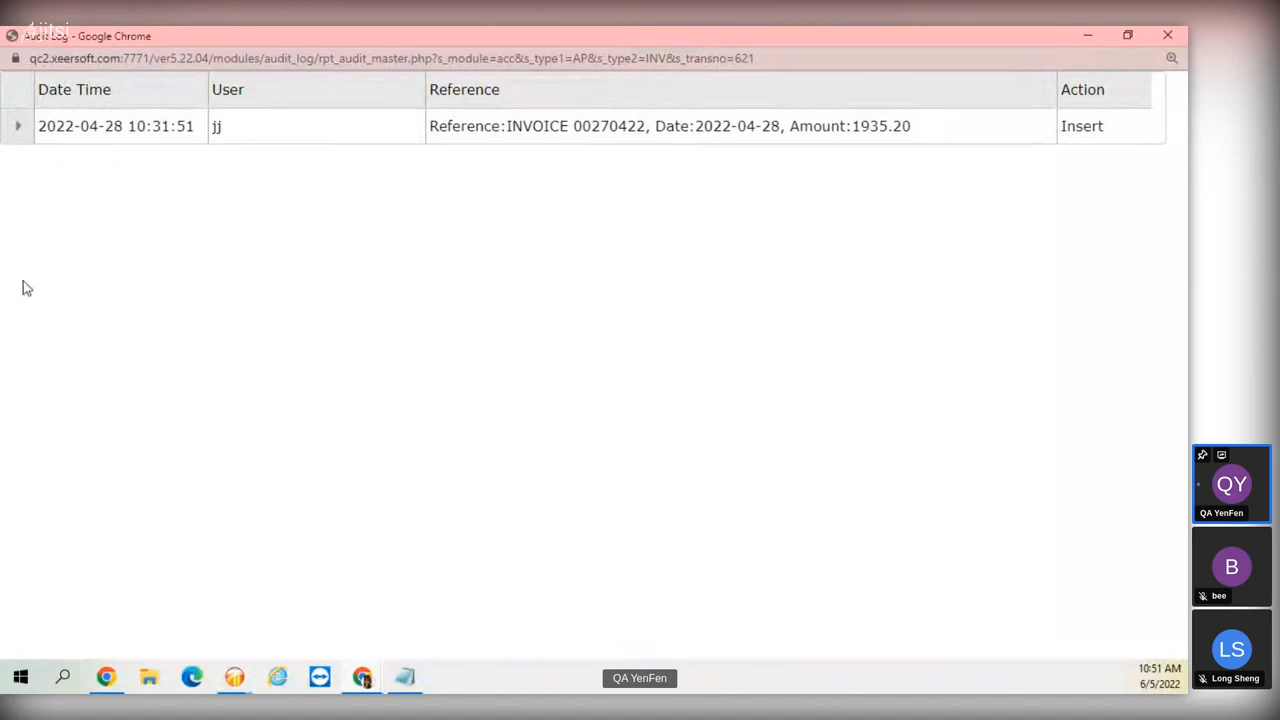 jitsi
Audit Log - Google Chrome
qc2.xeersoft.com:7771/ver5.22.04/modules/audit_log/rpt_audit_master.php?s_module=acc&s_type1=AP&s_type2=INV&s_transno=621
Date Time User Reference Action
2022-04-28 10:31:51 jj Reference:INVOICE 00270422, Date:2022-04-28, Amount:1935.20 Insert
QY
QA YenFen
B
bee
LS
Long Sheng
10:51 AM
6/5/2022
QA YenFen